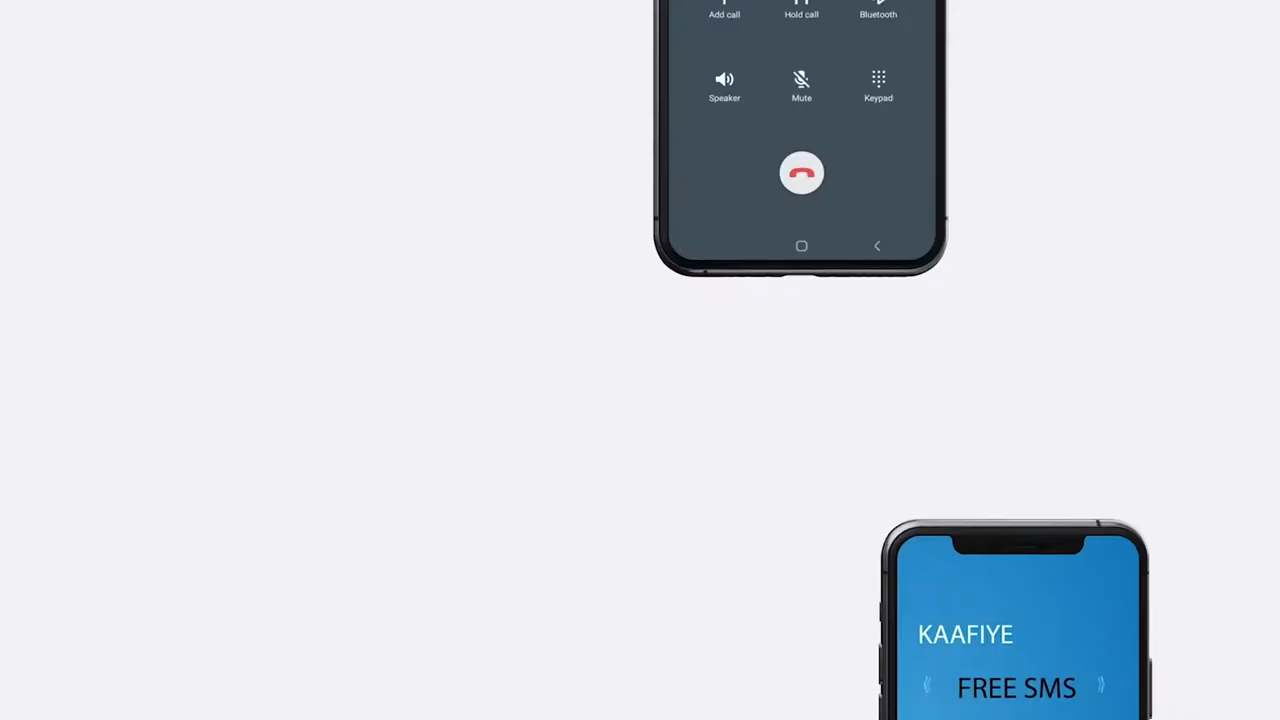 Add call Hold call Bluetooth
Speaker Mute Keypad
KAAFIYE
FREE SMS